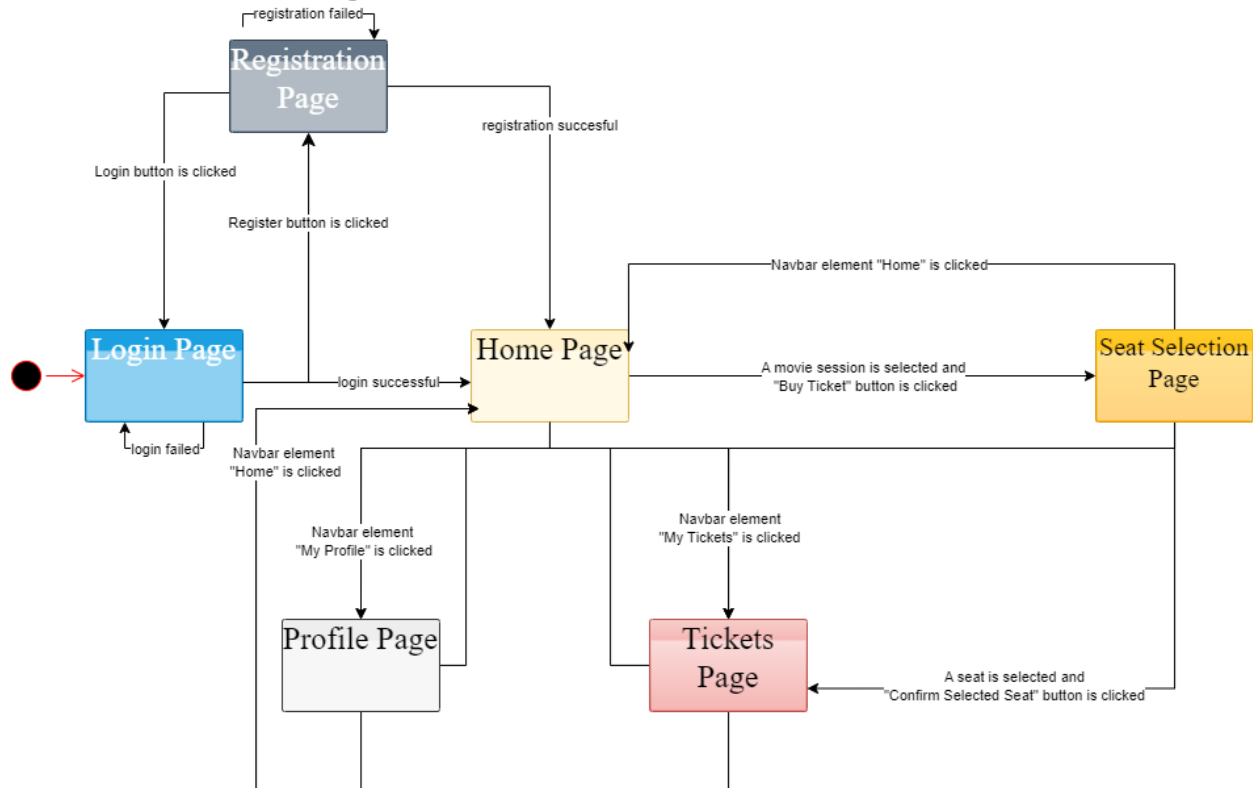 registration failed
Registration
Page
registration succesful
Login button is clicked
Register button is clicked
Navbar element "Home" is clicked
Login Page
Home Page
Seat Selection
Page
login successful
A movie session is selected and
"Buy Ticket" button is clicked
login failed
Navbar element
"Home" is clicked
Navbar element
"My Profile" is clicked
Navbar element
"My Tickets" is clicked
Profile Page
Tickets
Page
A seat is selected and
"Confirm Selected Seat" button is clicked